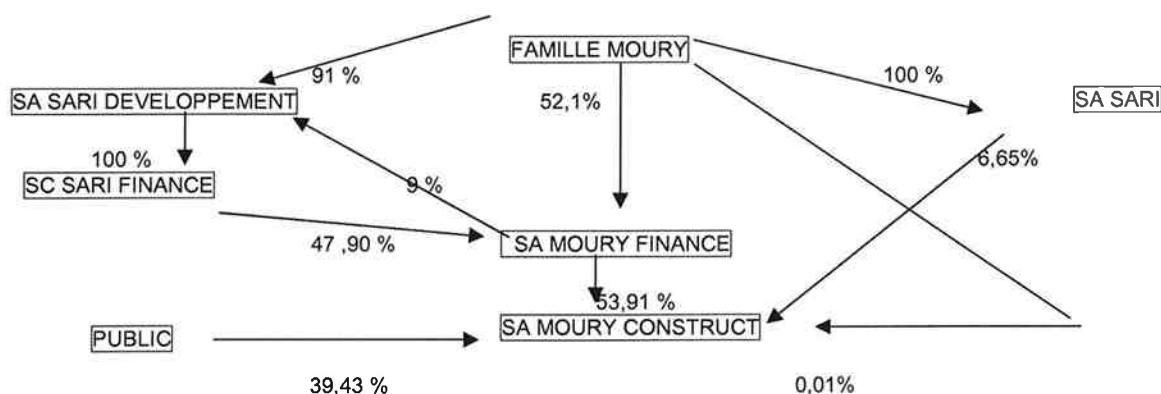 FAMILLE MOURY
91 %
100 %
SA SARI DEVELOPPEMENT
52,1%
SA SARI
100 %
6,65%
SC SARI FINANCE
9 %
47 ,90 %
SA MOURY FINANCE
53,91 %
SA MOURY CONSTRUCT
PUBLIC
39,43 %
0,01%